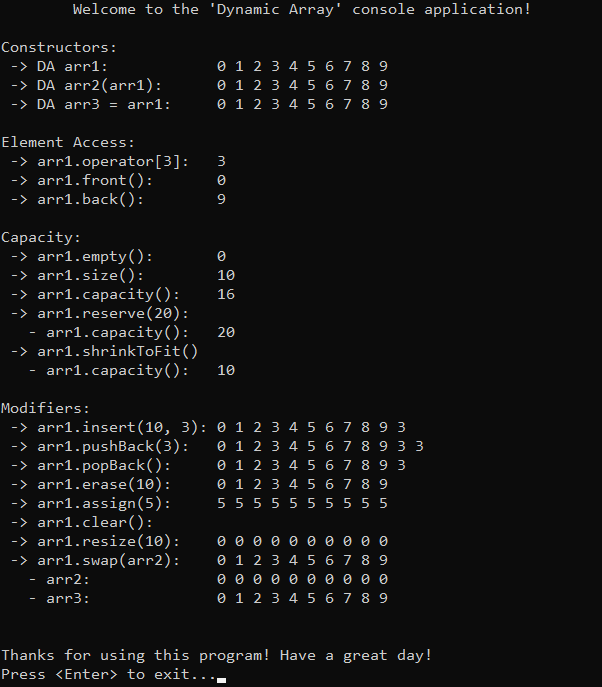 Welcome to the 'Dynamic Array' console application!
Constructors:
-> DA arr1: 0 1 2 3 4 5 6 7 8 9
-> DA arr2(arr1): 0 1 2 3 4 5 6 7 8 9
-> DA arr3 = arr1: 0 1 2 3 4 5 6 7 8 9
Element Access:
-> arr1.operator[3]: 3
-> arr1.front(): 0
-> arr1.back(): 9
Capacity:
-> arr1.empty(): 0
-> arr1.size(): 10
-> arr1.capacity(): 16
-> arr1.reserve(20):
- arr1.capacity(): 20
-> arr1.shrinkToFit()
- arr1.capacity(): 10
Modifiers:
-> arr1.insert(10, 3): 0 1 2 3 4 5 6 7 8 9 3
-> arr1.pushBack(3): 0 1 2 3 4 5 6 7 8 9 3 3
-> arr1.popBack(): 0 1 2 3 4 5 6 7 8 9 3
-> arr1.erase(10): 0 1 2 3 4 5 6 7 8 9
-> arr1.assign(5): 5 5 5 5 5 5 5 5 5 5
-> arr1.clear():
-> arr1.resize(10): 0 0 0 0 0 0 0 0 0 0
-> arr1.swap(arr2): 0 1 2 3 4 5 6 7 8 9
- arr2: 0 0 0 0 0 0 0 0 0 0
- arr3: 0 1 2 3 4 5 6 7 8 9
Thanks for using this program! Have a great day!
Press <Enter> to exit...